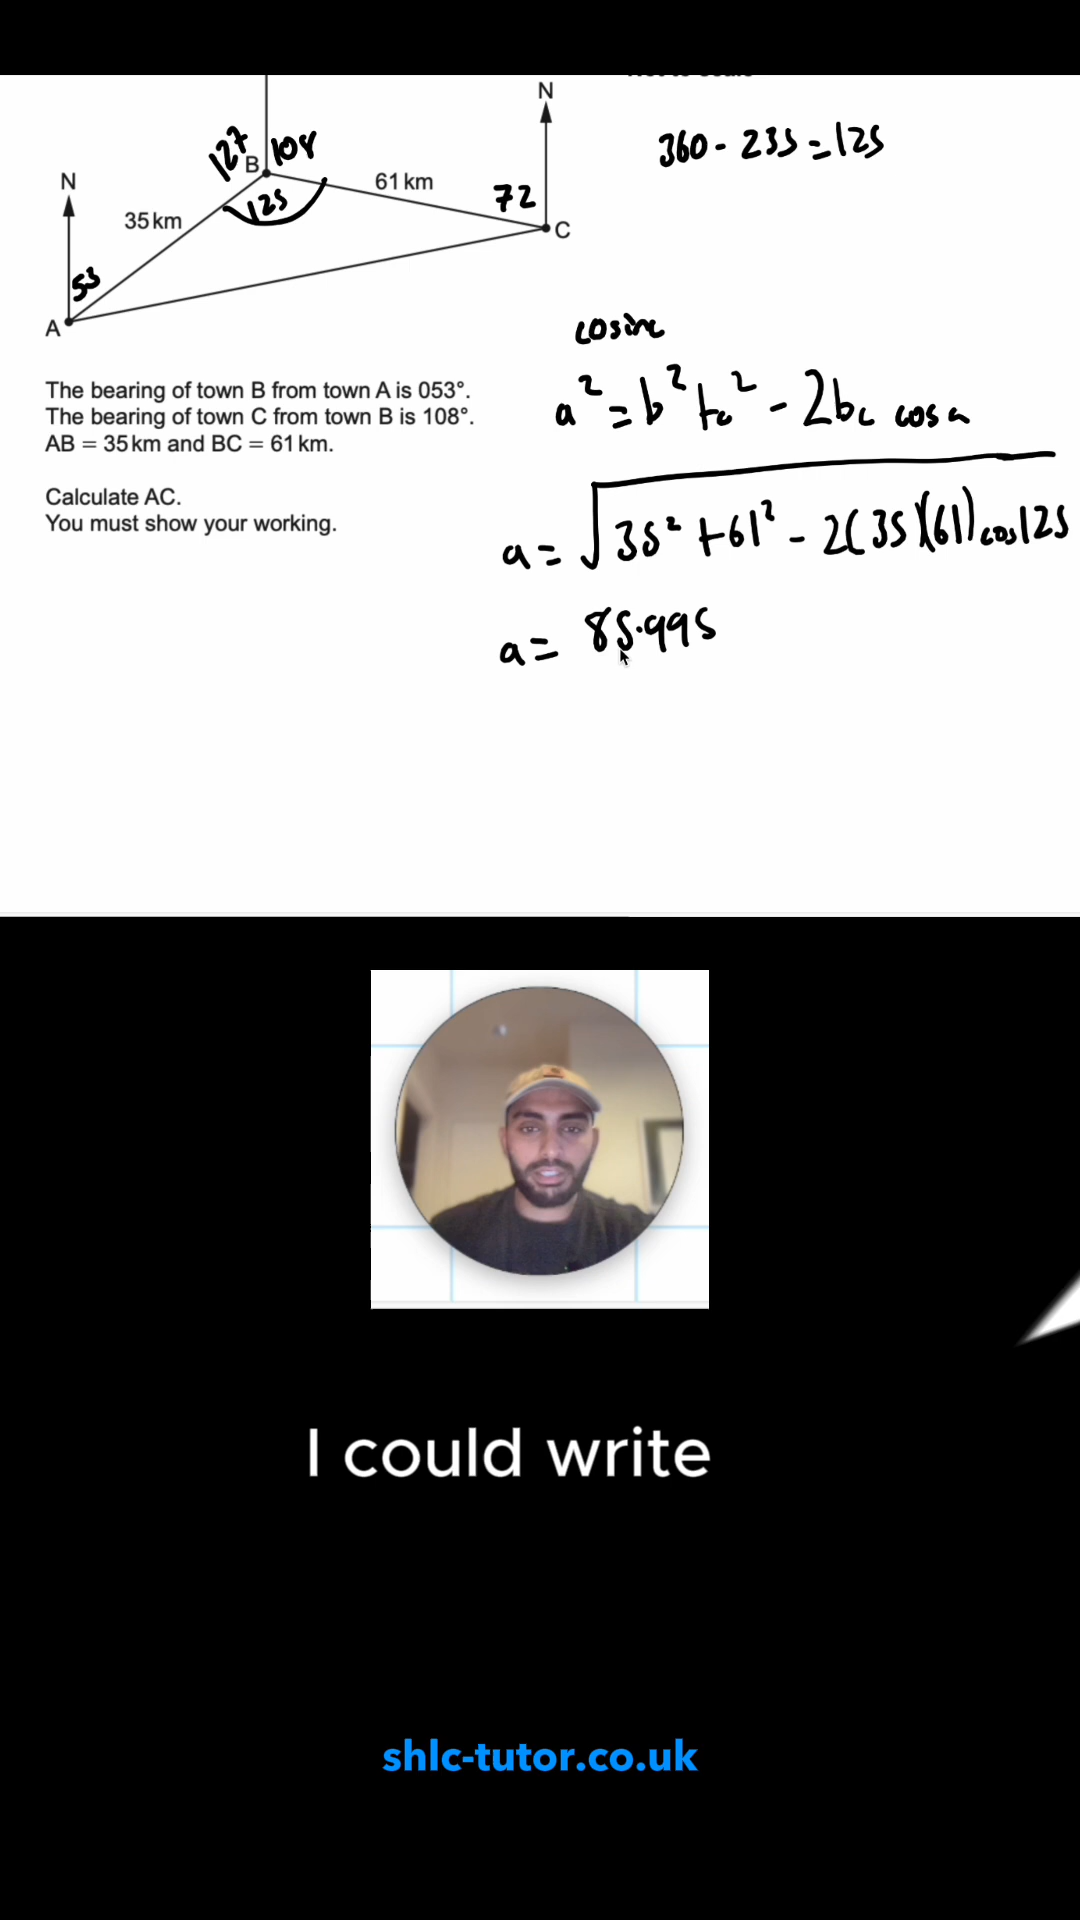 N
360 - 235 = 125
127
108
B
61 km
N
125
72
35 km
C
53
A
cosine
The bearing of town B from town A is 053°.
a² = b² + c² - 2bc cos a
The bearing of town C from town B is 108°.
AB = 35 km and BC = 61 km.
Calculate AC.
a = √35² + 61² - 2(35)(61) cos125
You must show your working.
a = 85.995
I could write
shlc-tutor.co.uk